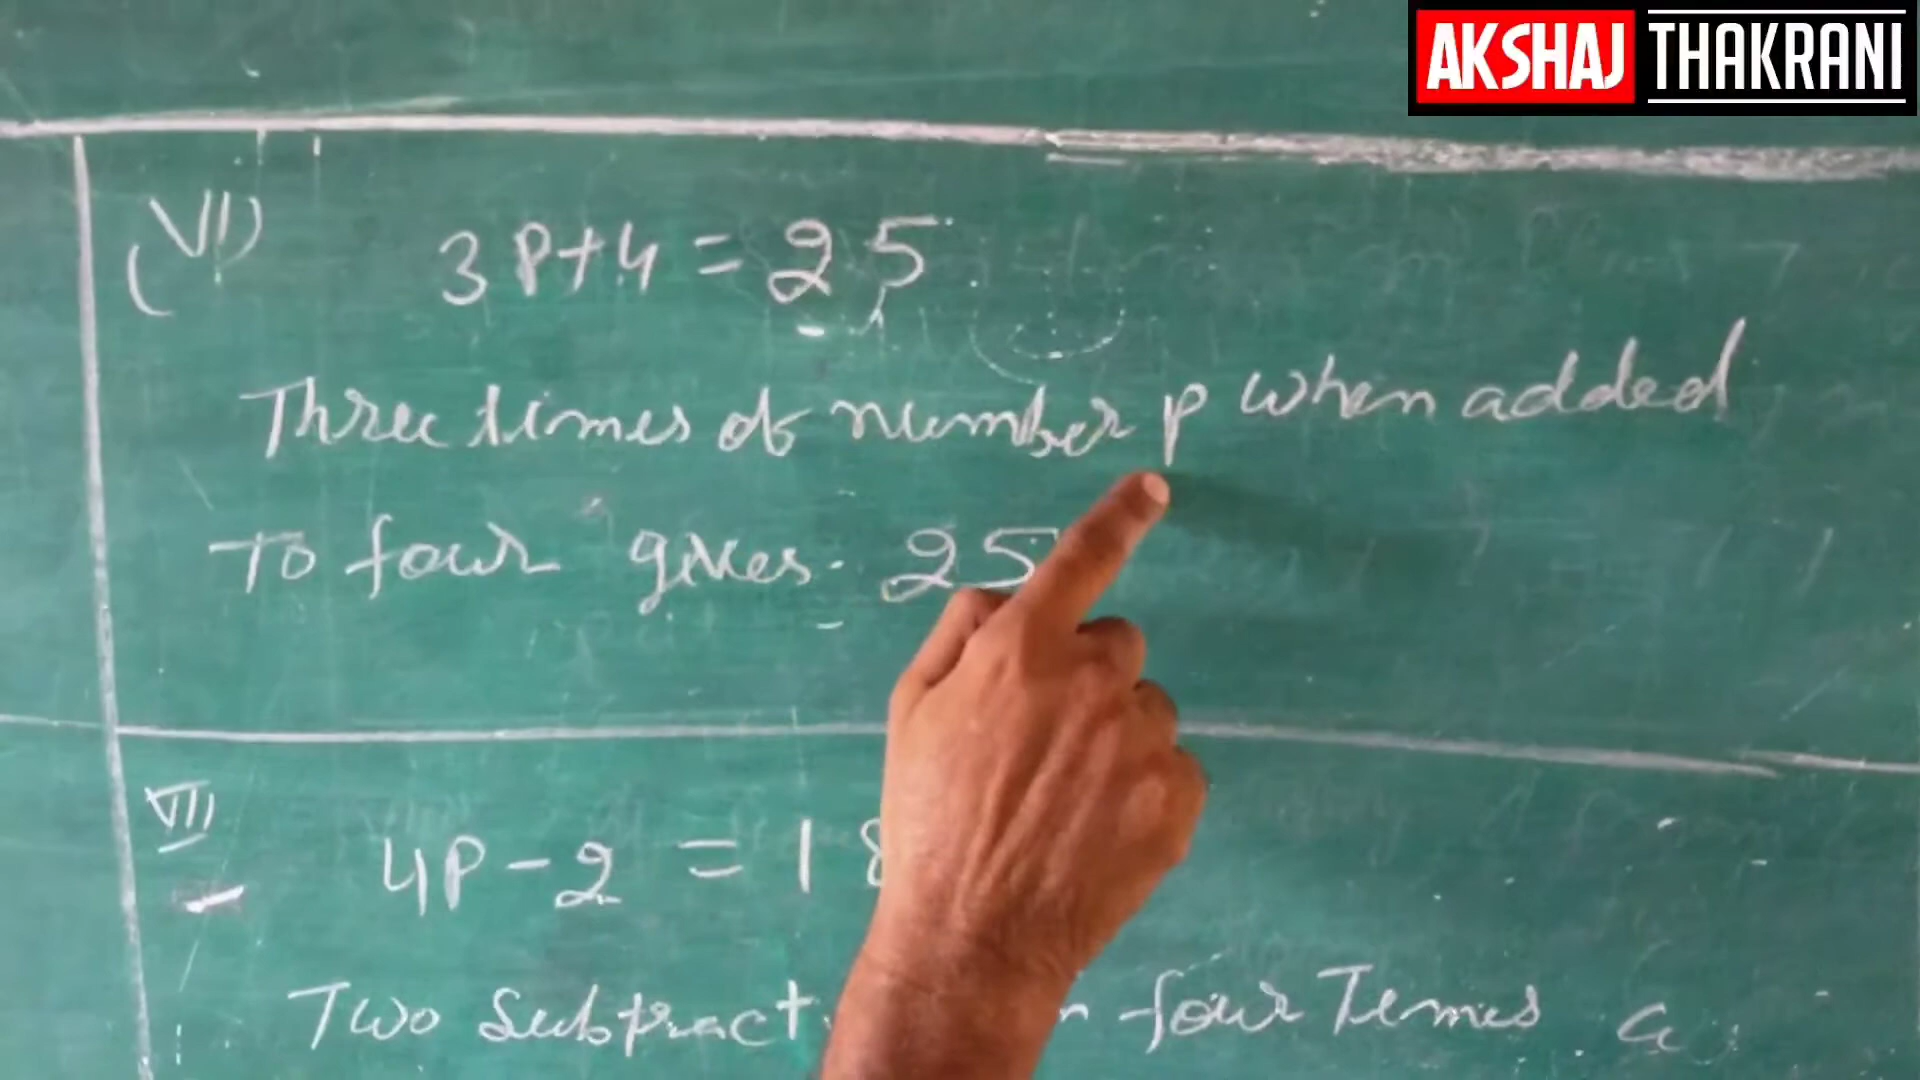 AKSHAJ THAKRANI
(VI) 3P+4=25
Three times of number P when added
To four gives 25
VII
4P-2 = 18
Two Subtract four Times a